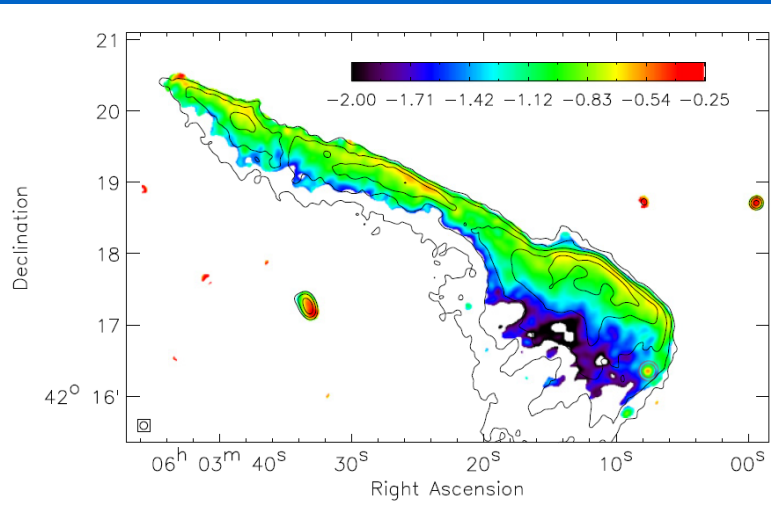 21
−2.00 −1.71 −1.42 −1.12 −0.83 −0.54 −0.25
20
19
18
17
42° 16'
Declination
06ʰ 03ᵐ 40ˢ 30ˢ 20ˢ 10ˢ 00ˢ
Right Ascension